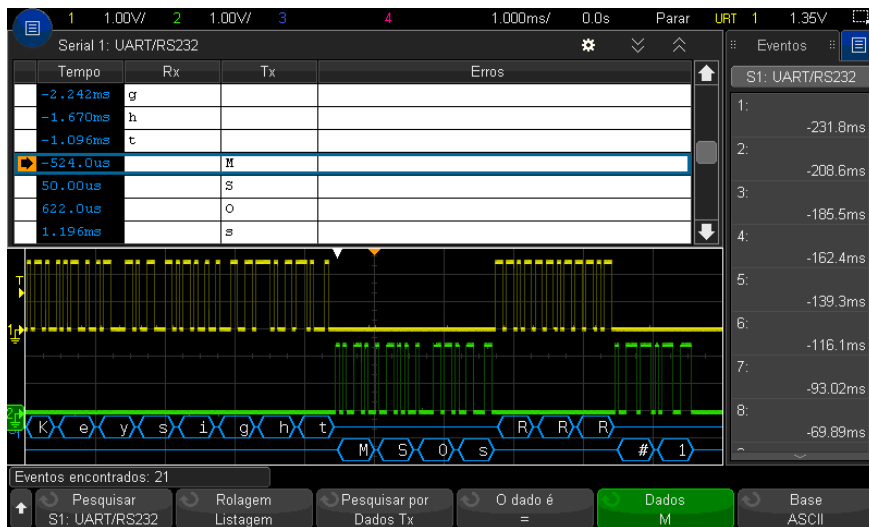 1 1.00V/ 2 1.00V/ 3 4 1.000ms/ 0.0s Parar URT 1 1.35V
Serial 1: UART/RS232
Tempo Rx Tx Erros
-2.242ms g
-1.670ms h
-1.096ms t
-524.0us M
50.00us S
622.0us O
1.196ms s
Eventos
S1: UART/RS232
1:
-231.8ms
2:
-208.6ms
3:
-185.5ms
4:
-162.4ms
5:
-139.3ms
6:
-116.1ms
7:
-93.02ms
8:
-69.89ms
T
1
2
K e y s i g h t R R R
M S O s # 1
Eventos encontrados: 21
Pesquisar
S1: UART/RS232
Rolagem
Listagem
Pesquisar por
Dados Tx
O dado é
=
Dados
M
Base
ASCII